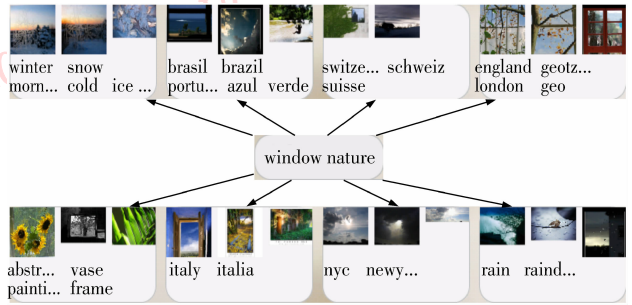 winter snow
morn... cold ice ...
brasil brazil
portu... azul verde
switze... schweiz
suisse
england geotz...
london geo
window nature
abstr... vase
painti... frame
italy italia
nyc newy...
rain raind...